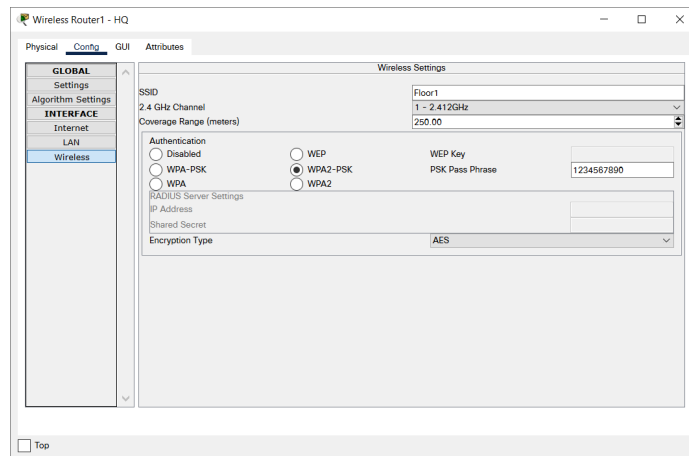 Wireless Router1 - HQ
Physical Config GUI Attributes
GLOBAL
Settings
Algorithm Settings
INTERFACE
Internet
LAN
Wireless
Wireless Settings
SSID Floor1
2.4 GHz Channel 1 - 2.412GHz
Coverage Range (meters) 250.00
Authentication
Disabled WEP WEP Key
WPA-PSK WPA2-PSK PSK Pass Phrase 1234567890
WPA WPA2
RADIUS Server Settings
IP Address
Shared Secret
Encryption Type AES
Top